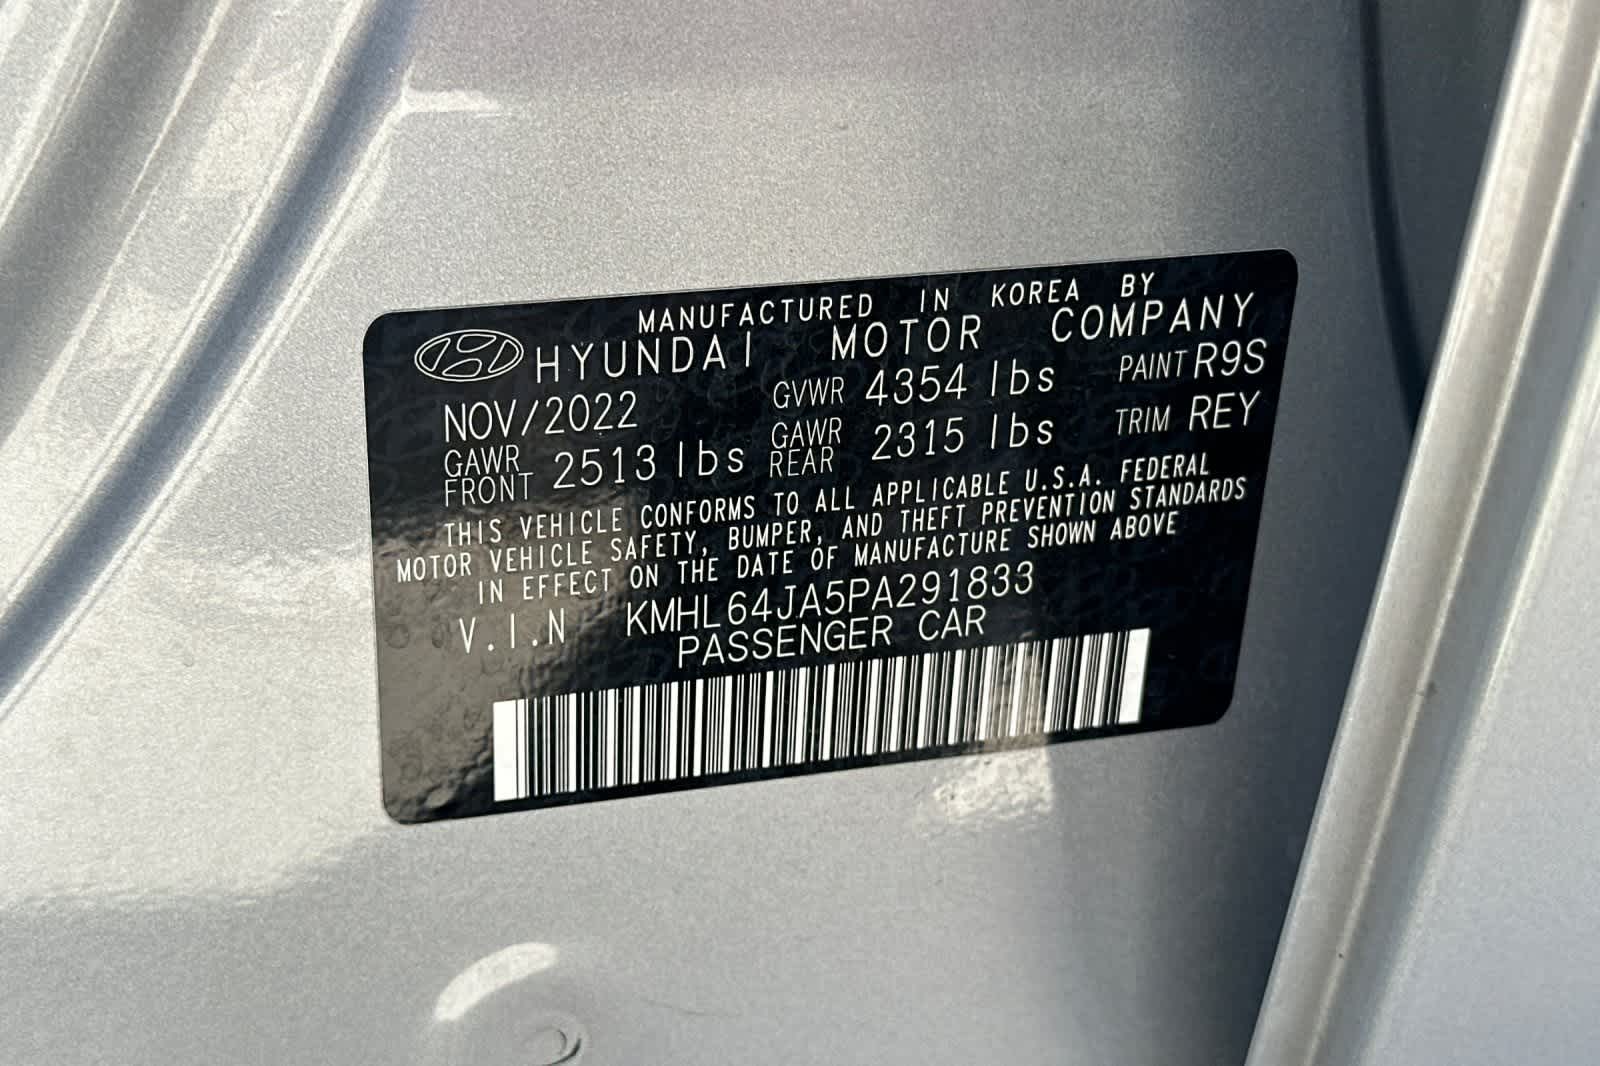 MANUFACTURED IN KOREA BY
HYUNDAI MOTOR COMPANY
NOV/2022 GVWR 4354 lbs PAINT R9S
GAWR FRONT 2513 lbs GAWR REAR 2315 lbs TRIM REY
THIS VEHICLE CONFORMS TO ALL APPLICABLE U.S.A. FEDERAL
MOTOR VEHICLE SAFETY, BUMPER, AND THEFT PREVENTION STANDARDS
IN EFFECT ON THE DATE OF MANUFACTURE SHOWN ABOVE
V.I.N KMHL64JA5PA291833
PASSENGER CAR